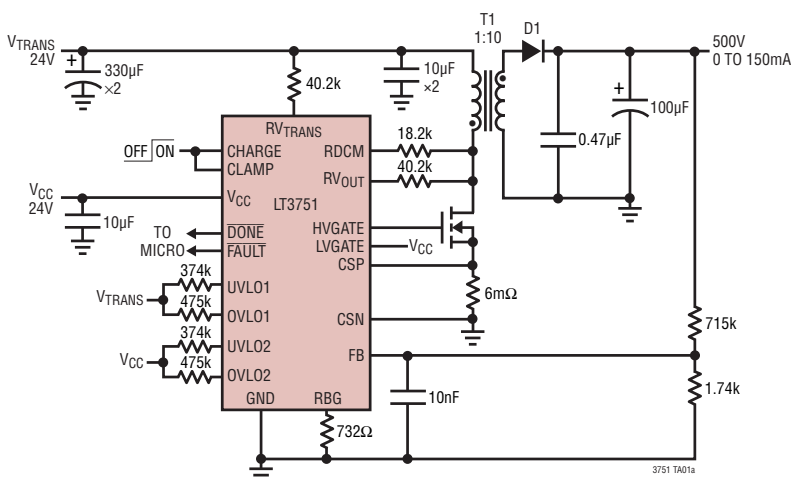 T1
1:10
D1
VTRANS
24V
+
330µF
×2
40.2k
10µF
×2
500V
0 TO 150mA
+
100µF
0.47µF
RVTRANS
18.2k
OFF ON
CHARGE
RDCM
CLAMP
40.2k
RVOUT
VCC
24V
VCC
LT3751
10µF
TO
MICRO
DONE
FAULT
HVGATE
LVGATE
VCC
CSP
374k
VTRANS
475k
UVLO1
OVLO1
6mΩ
CSN
374k
VCC
475k
UVLO2
OVLO2
715k
FB
GND
RBG
10nF
1.74k
732Ω
3751 TA01a